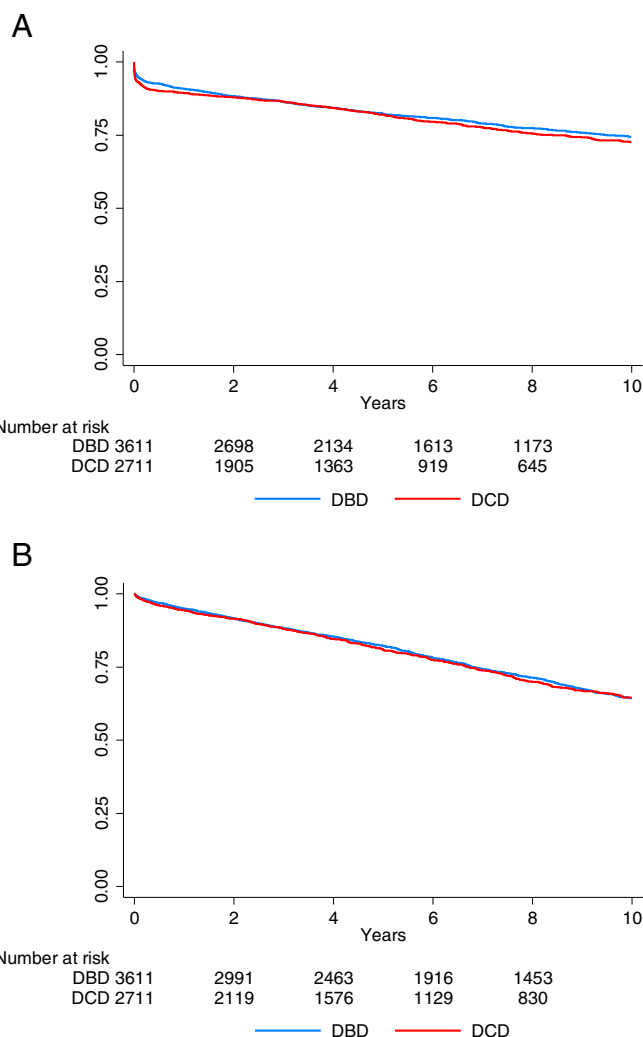 A
1.00
0.75
0.50
0.25
0.00
0 2 4 6 8 10
Years
Number at risk
DBD 3611 2698 2134 1613 1173
DCD 2711 1905 1363 919 645
DBD DCD
B
1.00
0.75
0.50
0.25
0.00
0 2 4 6 8 10
Years
Number at risk
DBD 3611 2991 2463 1916 1453
DCD 2711 2119 1576 1129 830
DBD DCD